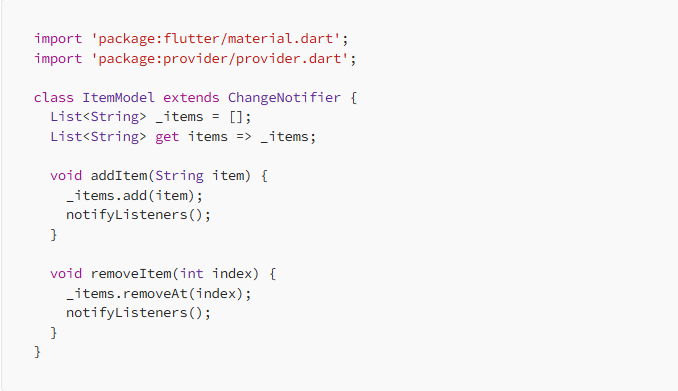 import 'package:flutter/material.dart';
import 'package:provider/provider.dart';

class ItemModel extends ChangeNotifier {
  List<String> _items = [];
  List<String> get items => _items;

  void addItem(String item) {
    _items.add(item);
    notifyListeners();
  }

  void removeItem(int index) {
    _items.removeAt(index);
    notifyListeners();
  }
}